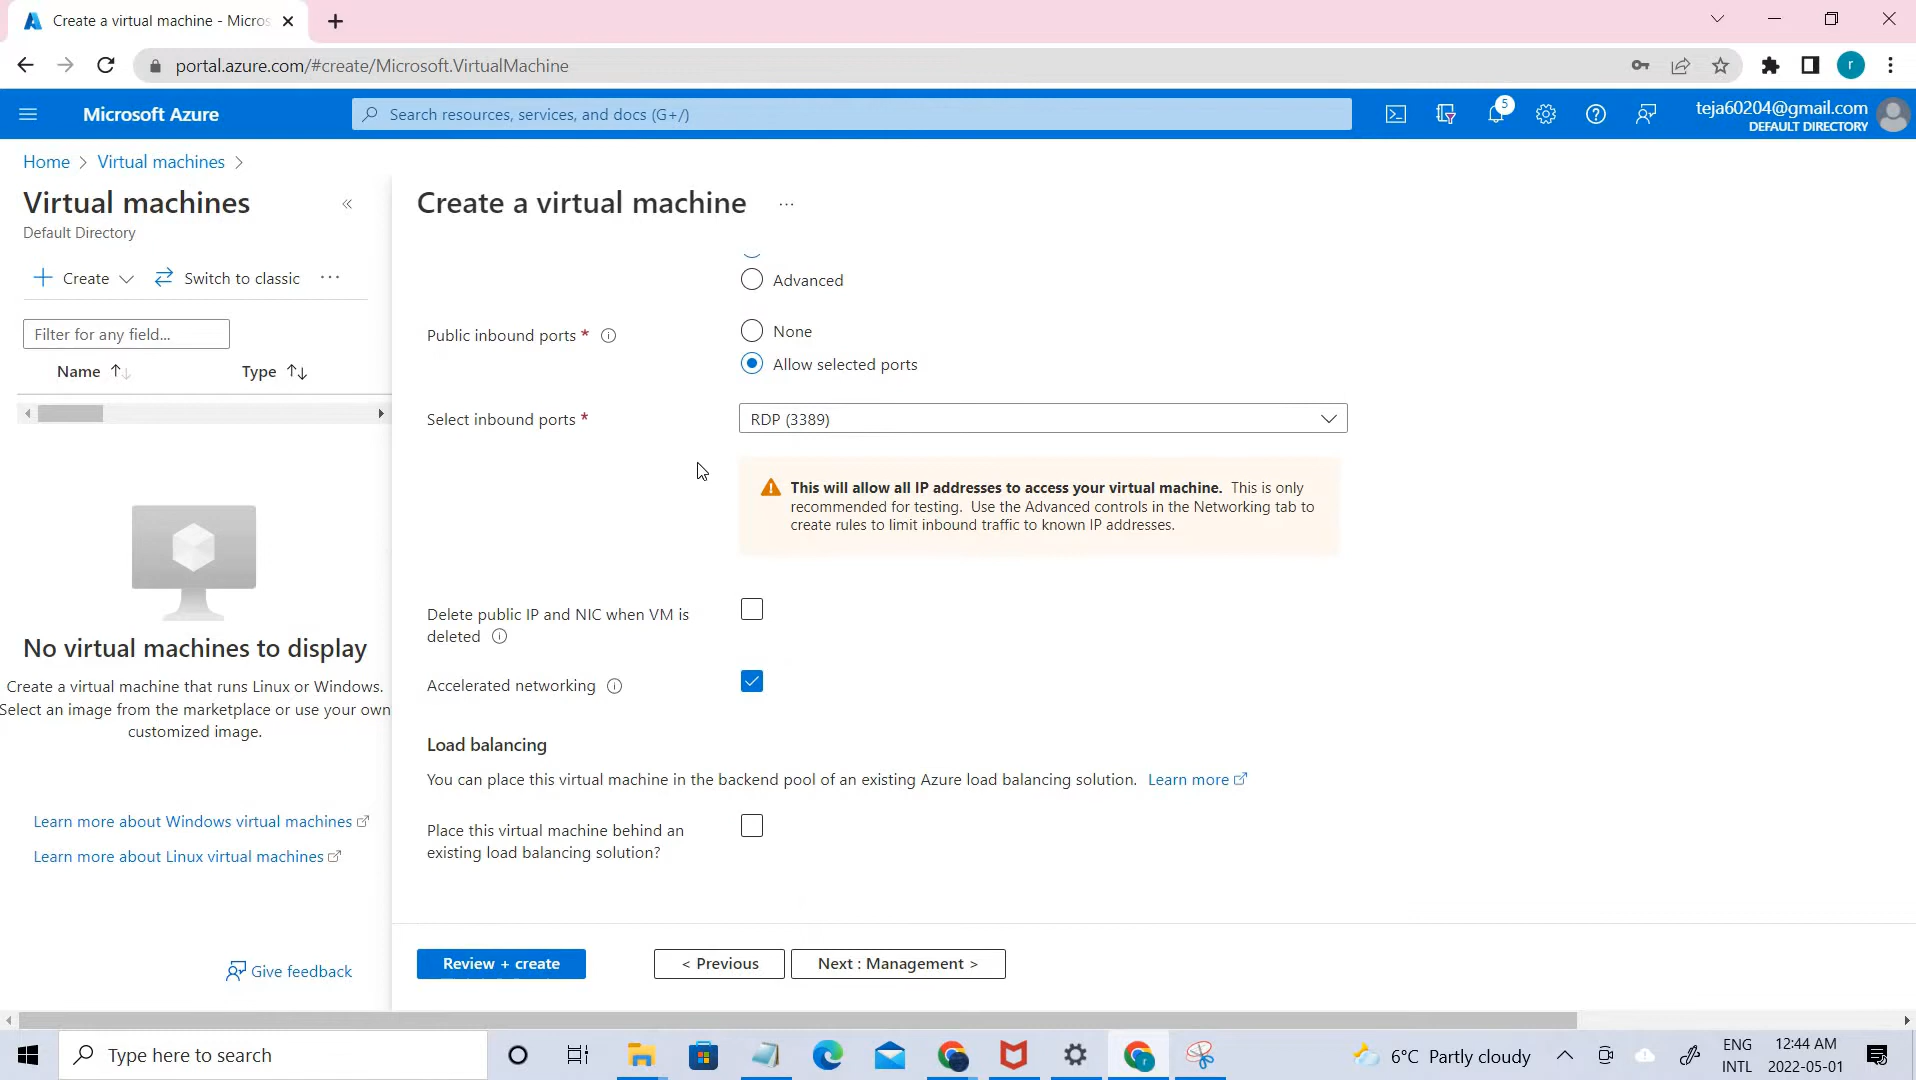 Create a virtual machine - Micros
portal.azure.com/#create/Microsoft.VirtualMachine
r
Microsoft Azure
Search resources, services, and docs (G+/)
5
teja60204@gmail.com
DEFAULT DIRECTORY
Home > Virtual machines >
Virtual machines
Default Directory
Create
Switch to classic
Filter for any field...
Name
Type
No virtual machines to display
Create a virtual machine that runs Linux or Windows.
Select an image from the marketplace or use your own
customized image.
Learn more about Windows virtual machines
Learn more about Linux virtual machines
Give feedback
Create a virtual machine
Advanced
Public inbound ports *
None
Allow selected ports
Select inbound ports *
RDP (3389)
This will allow all IP addresses to access your virtual machine. This is only
recommended for testing. Use the Advanced controls in the Networking tab to
create rules to limit inbound traffic to known IP addresses.
Delete public IP and NIC when VM is
deleted
Accelerated networking
Load balancing
You can place this virtual machine in the backend pool of an existing Azure load balancing solution. Learn more
Place this virtual machine behind an
existing load balancing solution?
Review + create
< Previous
Next : Management >
Type here to search
r
6°C Partly cloudy
ENG
INTL
12:44 AM
2022-05-01